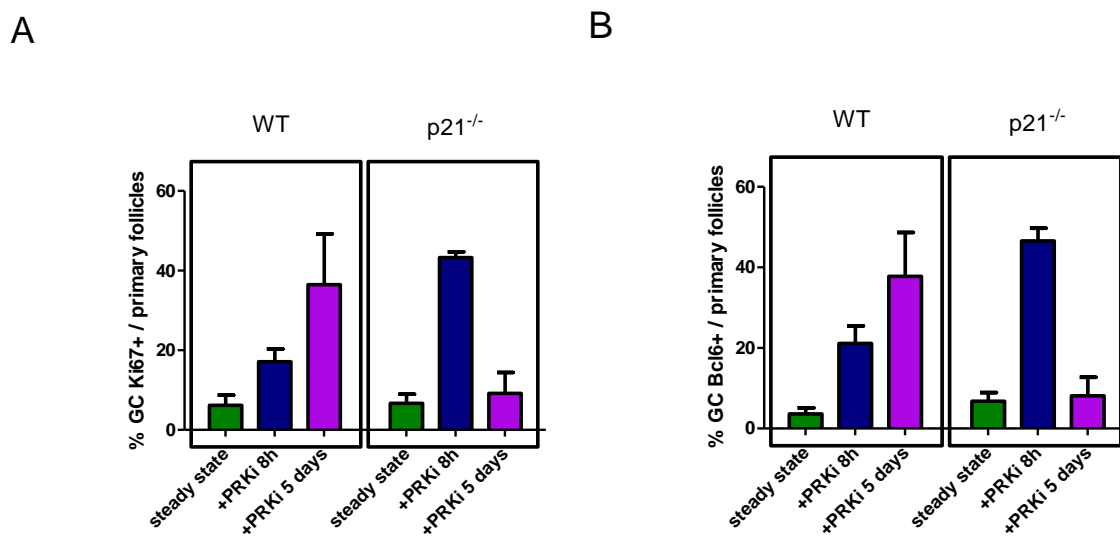 A
WT
p21-/-
% GC Ki67+ / primary follicles
60
40
20
0
steady state
+PRKi 8h
+PRKi 5 days
steady state
+PRKi 8h
+PRKi 5 days
B
WT
p21-/-
% GC Bcl6+ / primary follicles
60
40
20
0
steady state
+PRKi 8h
+PRKi 5 days
steady state
+PRKi 8h
+PRKi 5 days